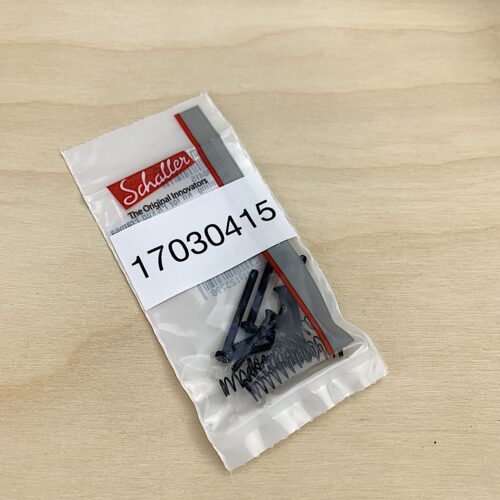 Schaller
The Original Innovators
17030415